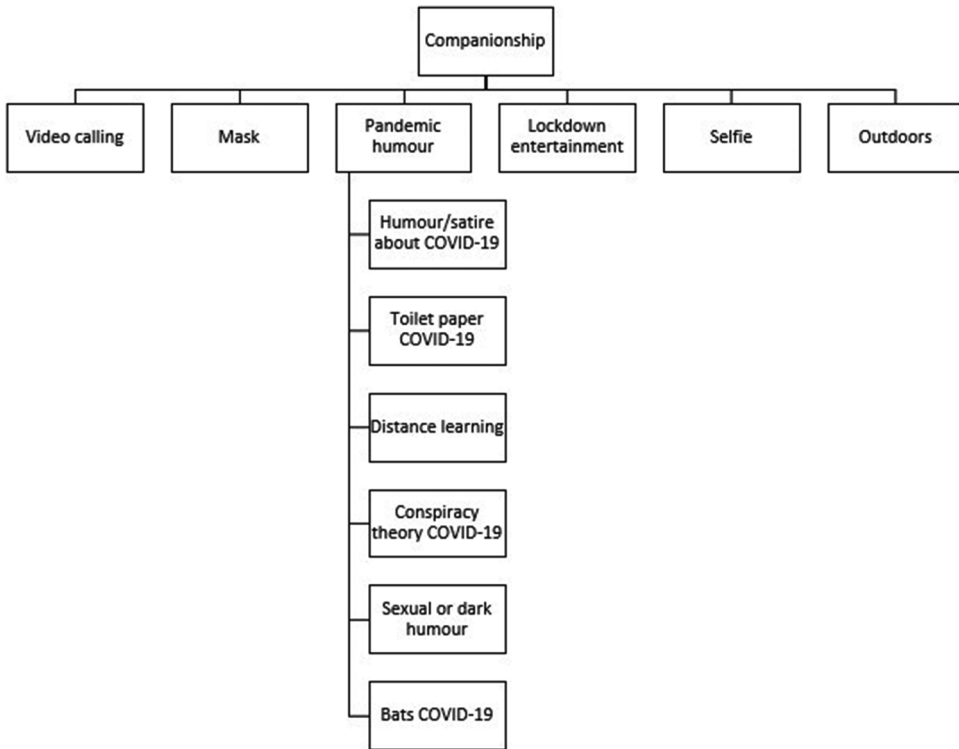 Companionship
Video calling
Mask
Pandemic
humour
Lockdown
entertainment
Selfie
Outdoors
Humour/satire
about COVID-19
Toilet paper
COVID-19
Distance learning
Conspiracy
theory COVID-19
Sexual or dark
humour
Bats COVID-19